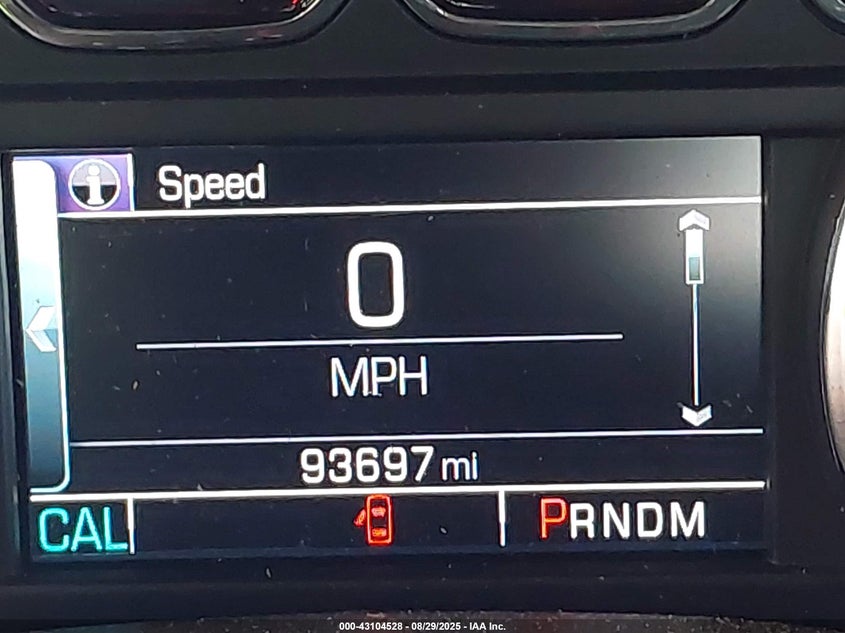 Speed
0
MPH
93697 mi
CAL
PRNDM
000-43104528 - 08/29/2025 - IAA Inc.